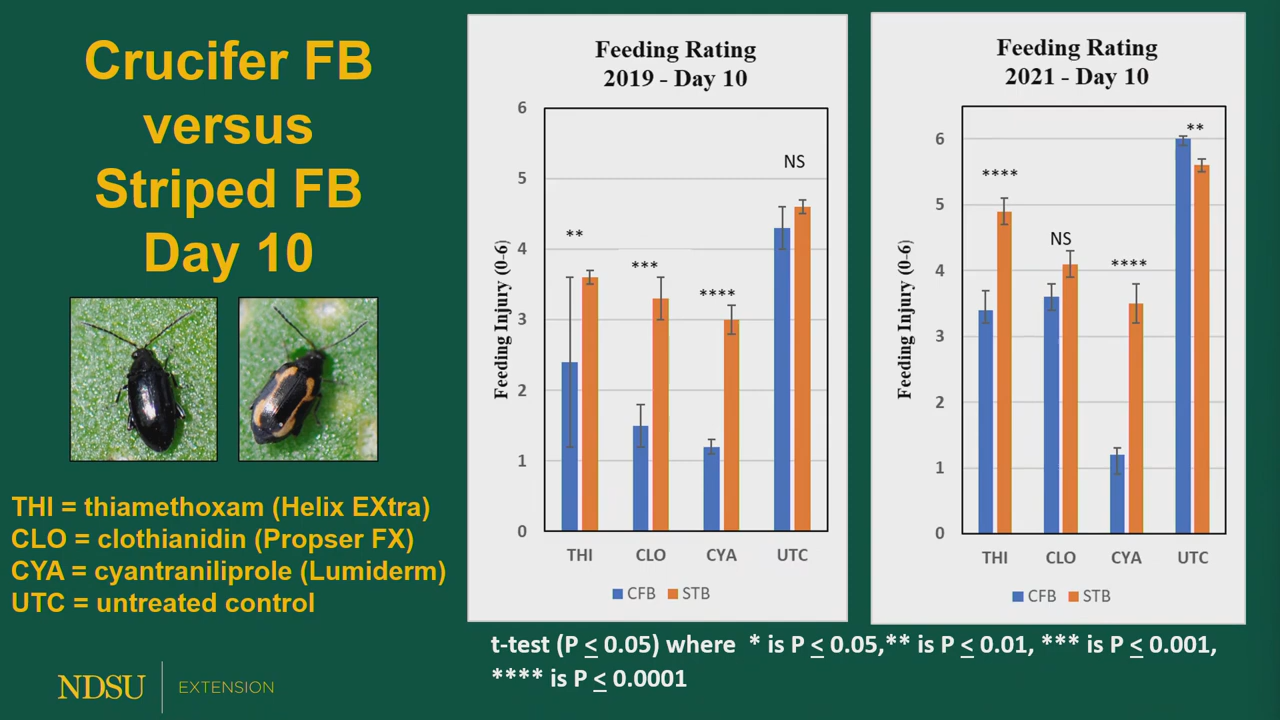 Crucifer FB
versus
Striped FB
Day 10
THI = thiamethoxam (Helix EXtra)
CLO = clothianidin (Propser FX)
CYA = cyantraniliprole (Lumiderm)
UTC = untreated control
NDSU EXTENSION
Feeding Rating
2019 - Day 10
Feeding Injury (0-6)
6
5
4
3
2
1
0
**
***
****
NS
THI CLO CYA UTC
CFB STB
Feeding Rating
2021 - Day 10
Feeding Injury (0-6)
6
5
4
3
2
1
0
****
NS
****
**
THI CLO CYA UTC
CFB STB
t-test (P ≤ 0.05) where * is P ≤ 0.05,** is P ≤ 0.01, *** is P ≤ 0.001,
**** is P ≤ 0.0001